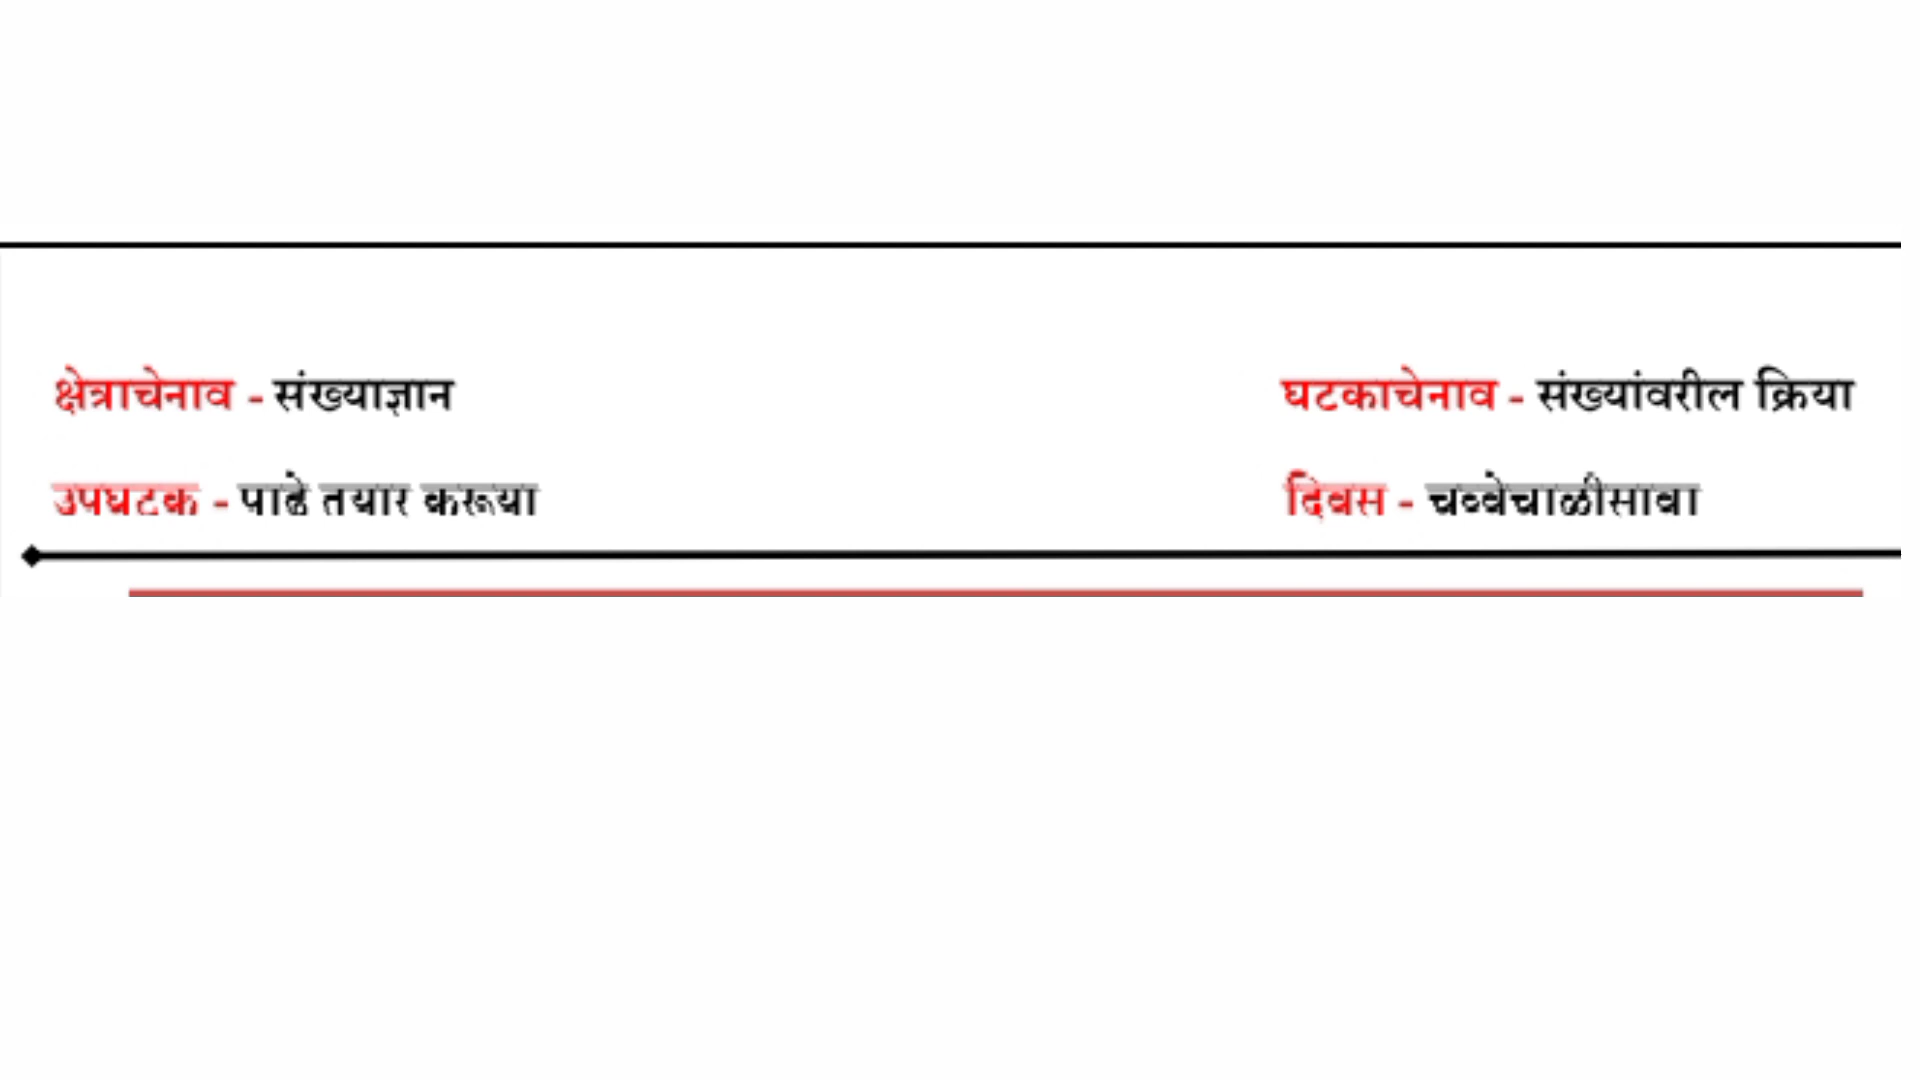 क्षेत्राचेनाव - संख्याज्ञान घटकाचेनाव - संख्यांवरील क्रिया
उपघटक - पाढे तयार करूया दिवस - चव्वेचाळीसावा